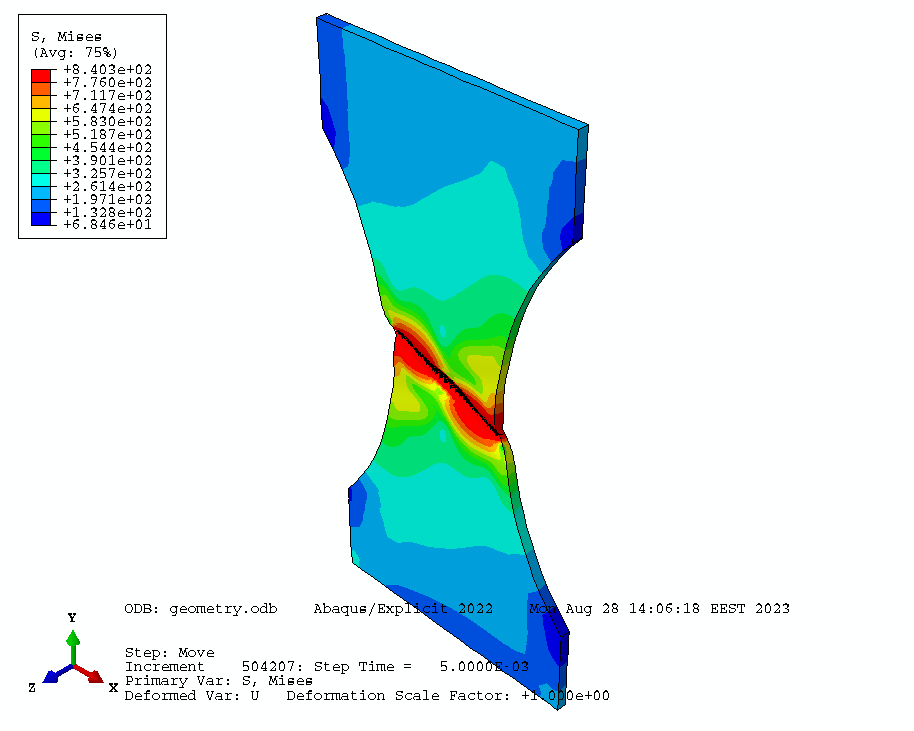 S, Mises
(Avg: 75%)
+8.403e+02
+7.760e+02
+7.117e+02
+6.474e+02
+5.830e+02
+5.187e+02
+4.544e+02
+3.901e+02
+3.257e+02
+2.614e+02
+1.971e+02
+1.328e+02
+6.846e+01
ODB: geometry.odb Abaqus/Explicit 2022 Mon Aug 28 14:06:18 EEST 2023
Y
Z
X
Step: Move
Increment 504207: Step Time = 5.0000E-03
Primary Var: S, Mises
Deformed Var: U Deformation Scale Factor: +1.000e+00